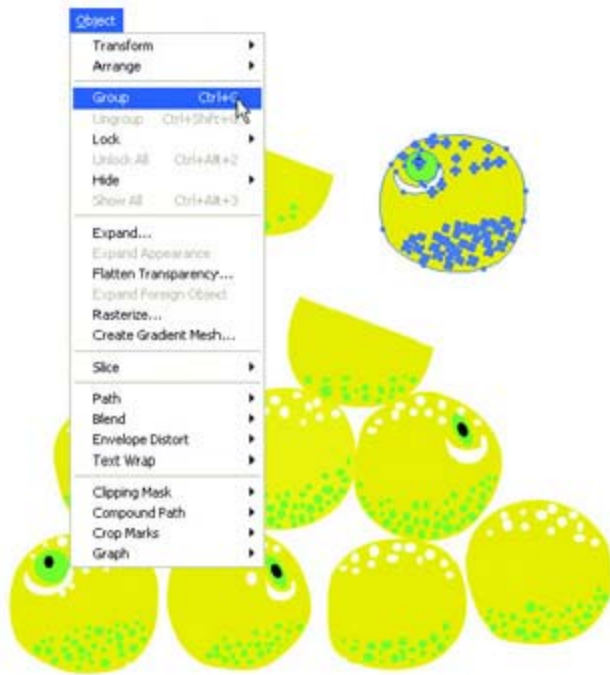 Object
Transform
Arrange
Group Ctrl+G
Ungroup Ctrl+Shift+G
Lock
Unlock All Ctrl+Alt+2
Hide
Show All Ctrl+Alt+3
Expand...
Expand Appearance
Flatten Transparency...
Expand Foreign Object
Rasterize...
Create Gradient Mesh...
Slice
Path
Blend
Envelope Distort
Text Wrap
Clipping Mask
Compound Path
Crop Marks
Graph